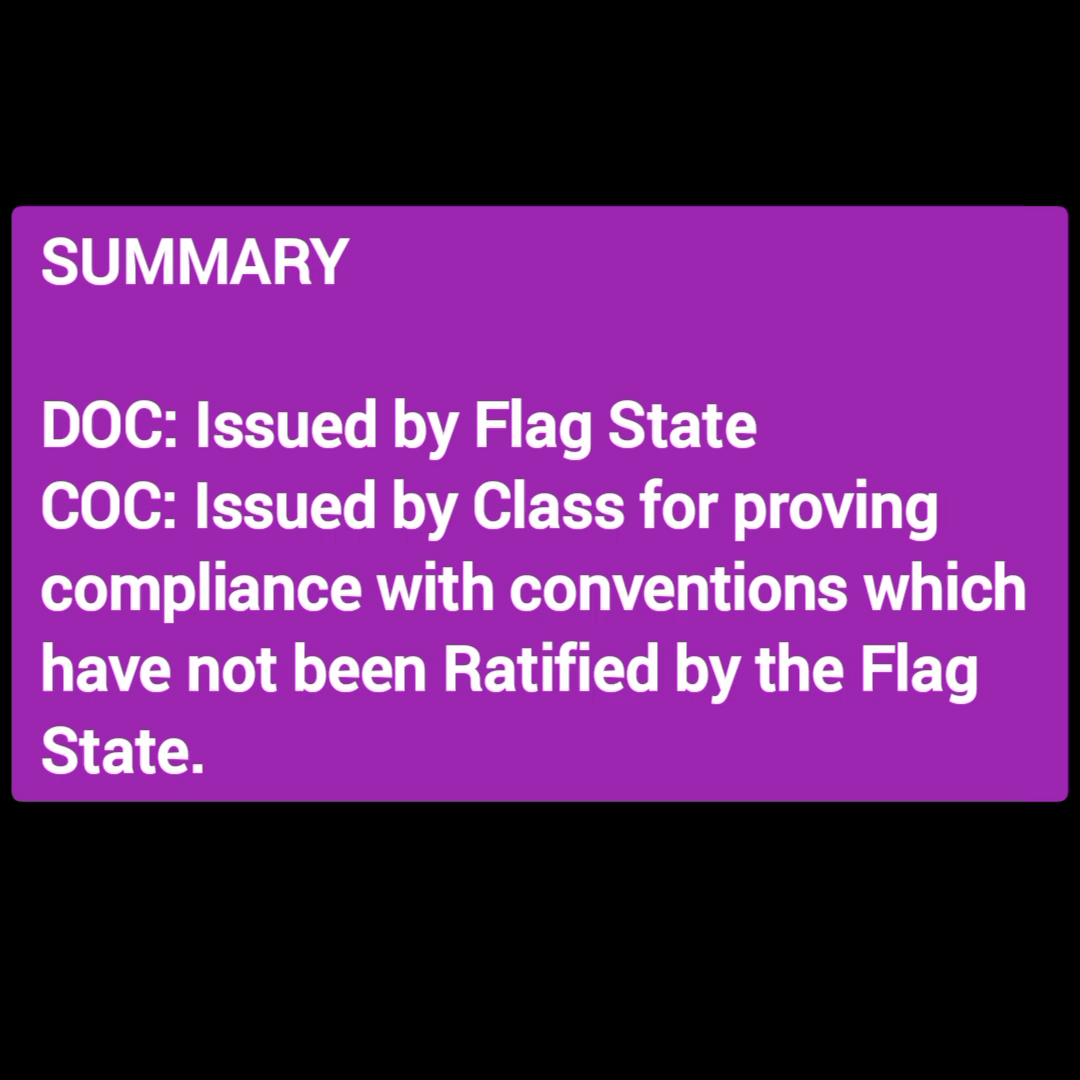 SUMMARY
DOC: Issued by Flag State
COC: Issued by Class for proving
compliance with conventions which
have not been Ratified by the Flag
State.